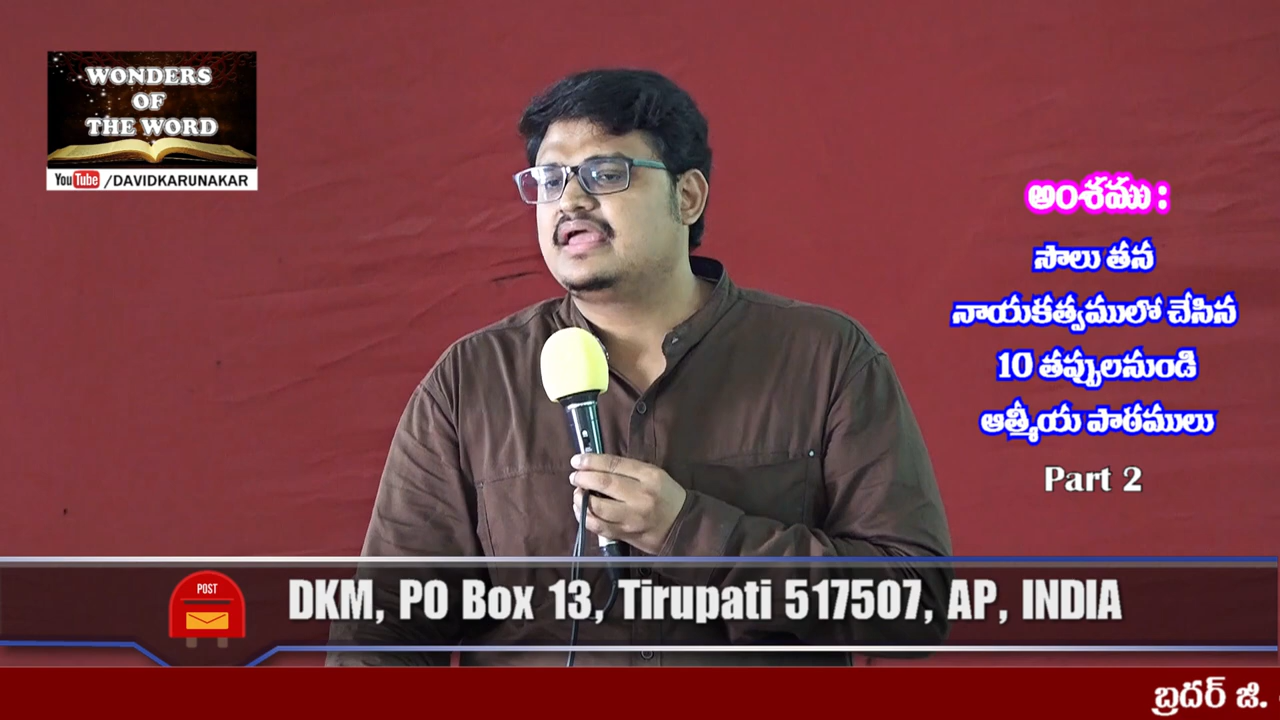 WONDERS
OF
THE WORD
YouTube /DAVIDKARUNAKAR
అంశము :
సాలు తన
నాయకత్వములో చేసిన
10 తప్పులనుండి
ఆత్మీయ పాఠములు
Part 2
POST
DKM, PO Box 13, Tirupati 517507, AP, INDIA
బ్రదర్ జి.